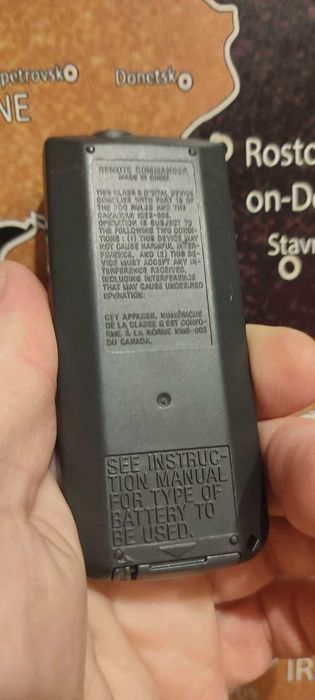 petrovsk
Donetsk
NE
Rosto
on-Do
Stav
REMOTE COMMANDER
MADE IN CHINA
THIS CLASS B DIGITAL DEVICE
COMPLIES WITH PART 15 OF
THE FCC RULES AND THE
CANADIAN ICES-003.
OPERATION IS SUBJECT TO
THE FOLLOWING TWO CONDI-
TIONS : (1) THIS DEVICE MAY
NOT CAUSE HARMFUL INTER-
FERENCE, AND (2) THIS DE-
VICE MUST ACCEPT ANY IN-
TERFERENCE RECEIVED,
INCLUDING INTERFERENCE
THAT MAY CAUSE UNDESIRED
OPERATION.
CET APPAREIL NUMÉRIQUE
DE LA CLASSE B EST CONFO-
RME À LA NORME NMB-003
DU CANADA.
SEE INSTRUC-
TION MANUAL
FOR TYPE OF
BATTERY TO
BE USED.
Y
IR